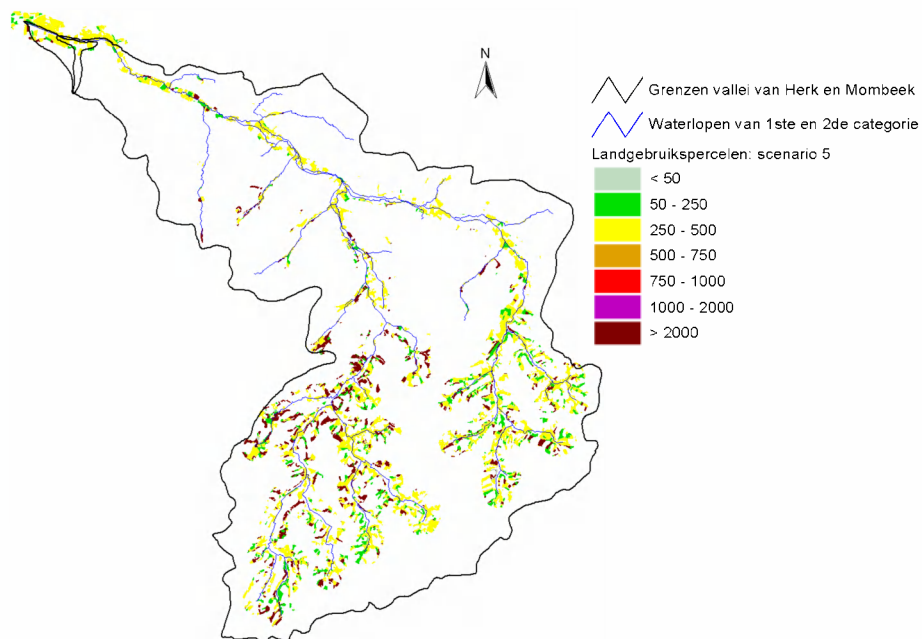 N
Grenzen vallei van Herk en Mombeek
Waterlopen van 1ste en 2de categorie
Landgebruikspercelen: scenario 5
< 50
50 - 250
250 - 500
500 - 750
750 - 1000
1000 - 2000
> 2000